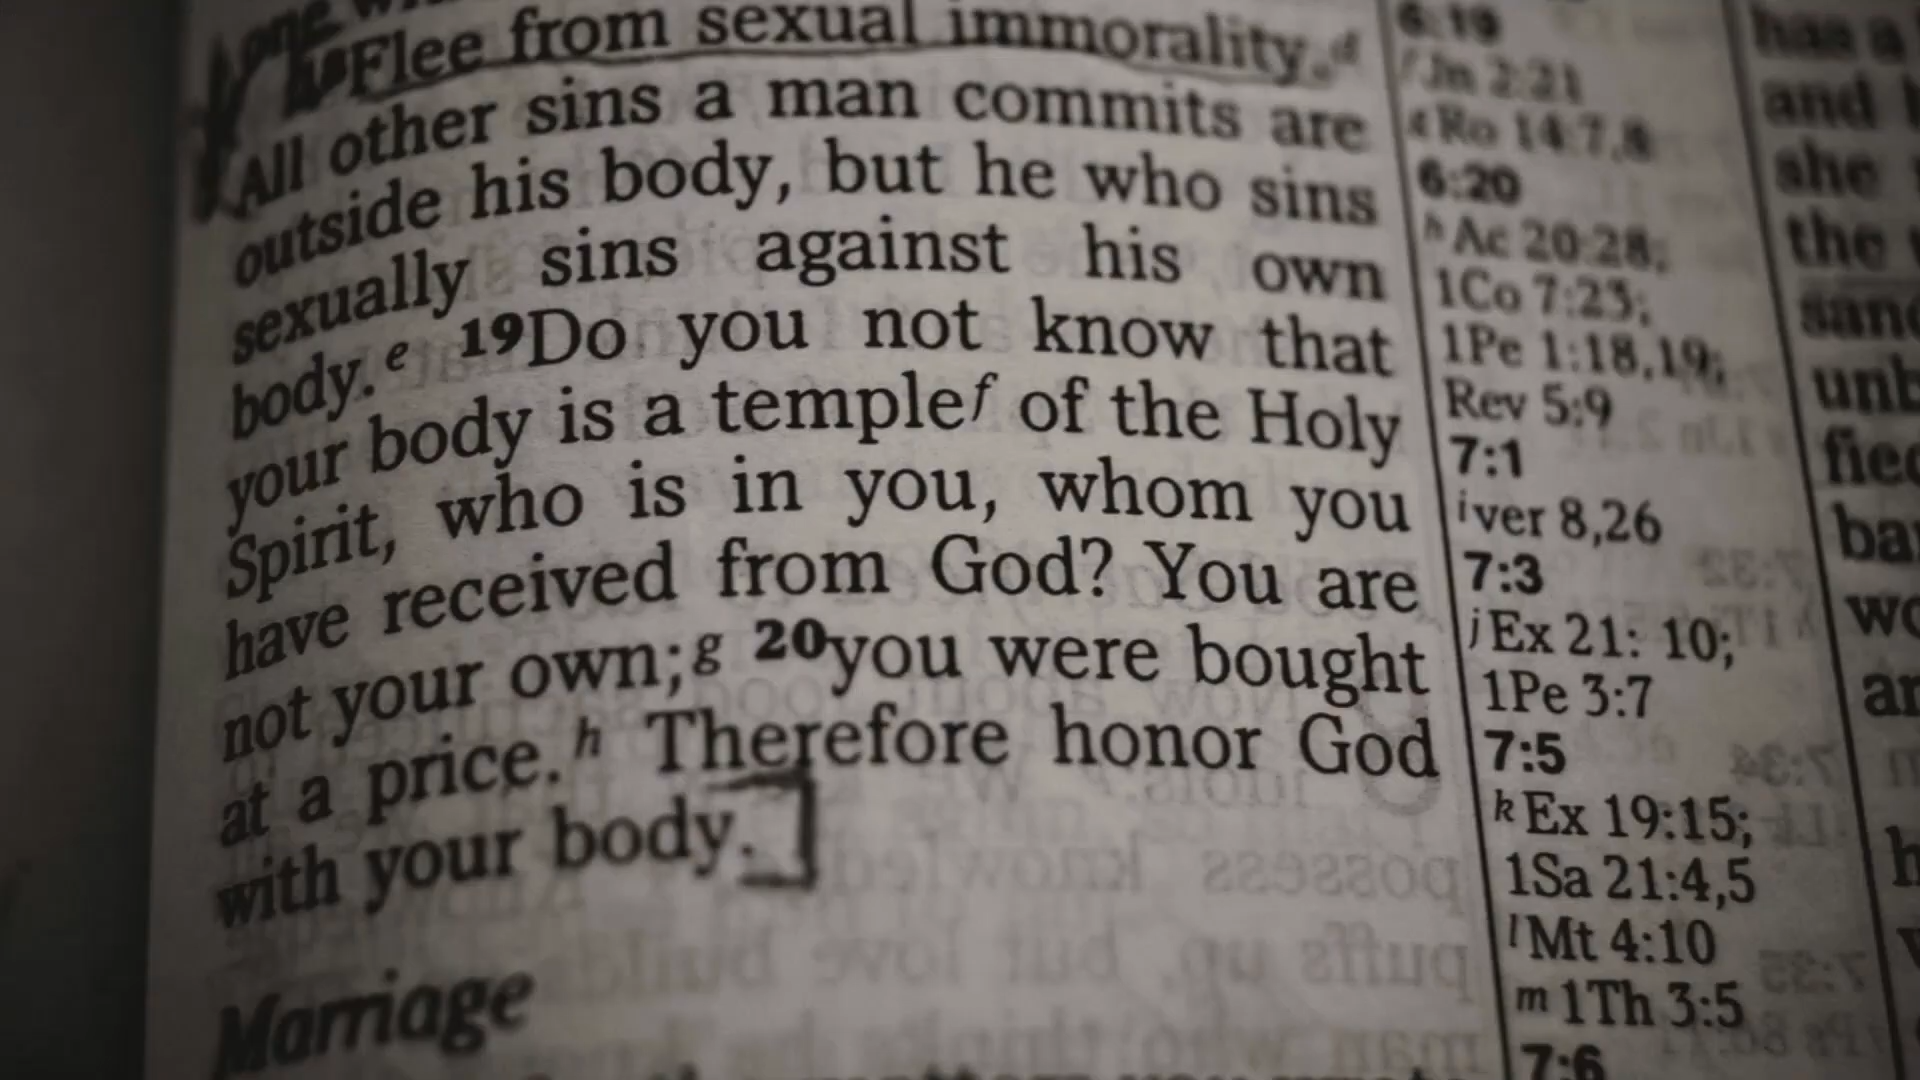 one
18Flee from sexual immorality.d
All other sins a man commits are
outside his body, but he who sins
sexually sins against his own
body.e 19Do you not know that
your body is a templef of the Holy
Spirit, who is in you, whom you
have received from God? You are
not your own;g 20you were bought
at a price.h Therefore honor God
with your body.
Marriage
6:19
f Jn 2:21
g Ro 14:7,8
6:20
h Ac 20:28;
1Co 7:23;
1Pe 1:18,19;
Rev 5:9
7:1
i ver 8,26
7:3
j Ex 21: 10;
1Pe 3:7
7:5
k Ex 19:15;
1Sa 21:4,5
l Mt 4:10
m 1Th 3:5
7:6
has a
and
she
the